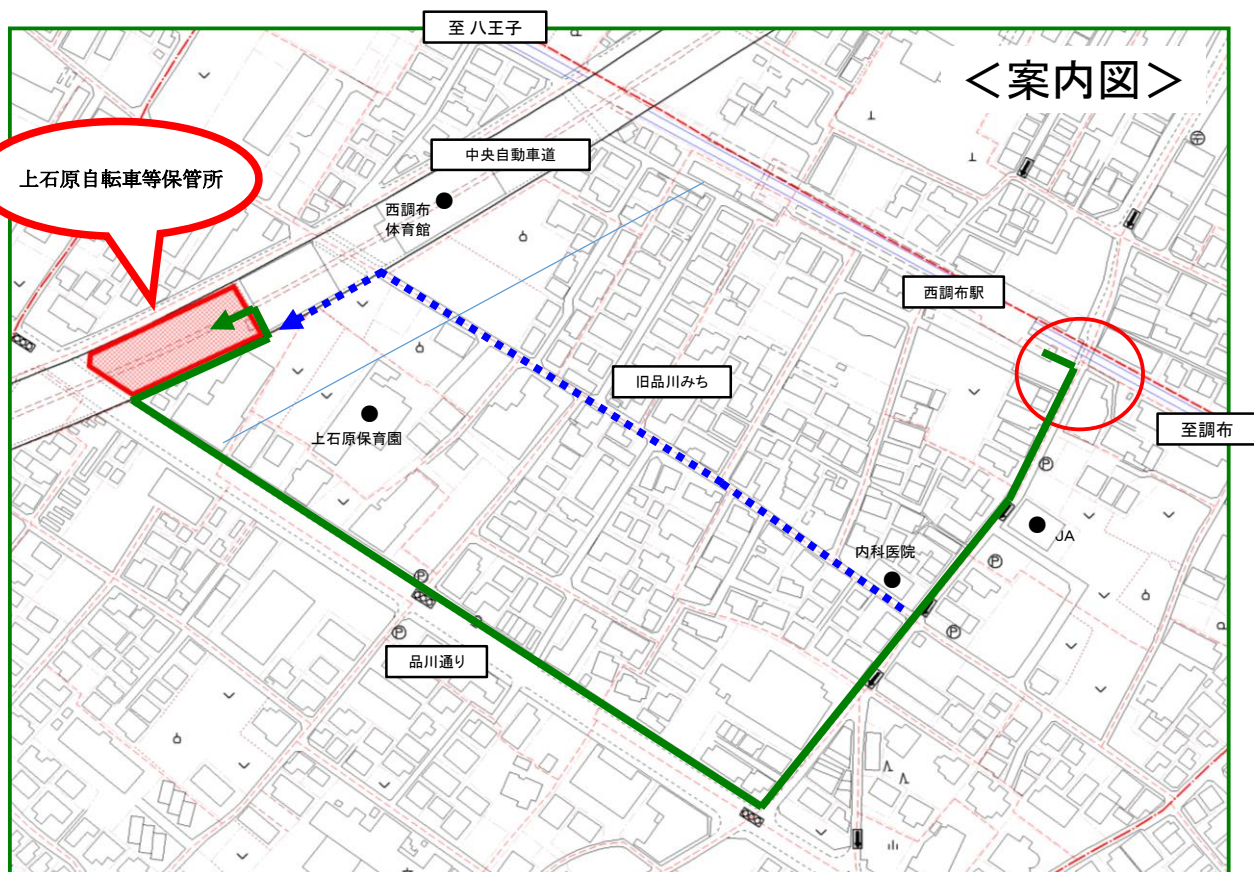 至 八王子
＜案内図＞
中央自動車道
上石原自転車等保管所
西調布
体育館
西調布駅
旧品川みち
至調布
上石原保育園
JA
内科医院
品川通り